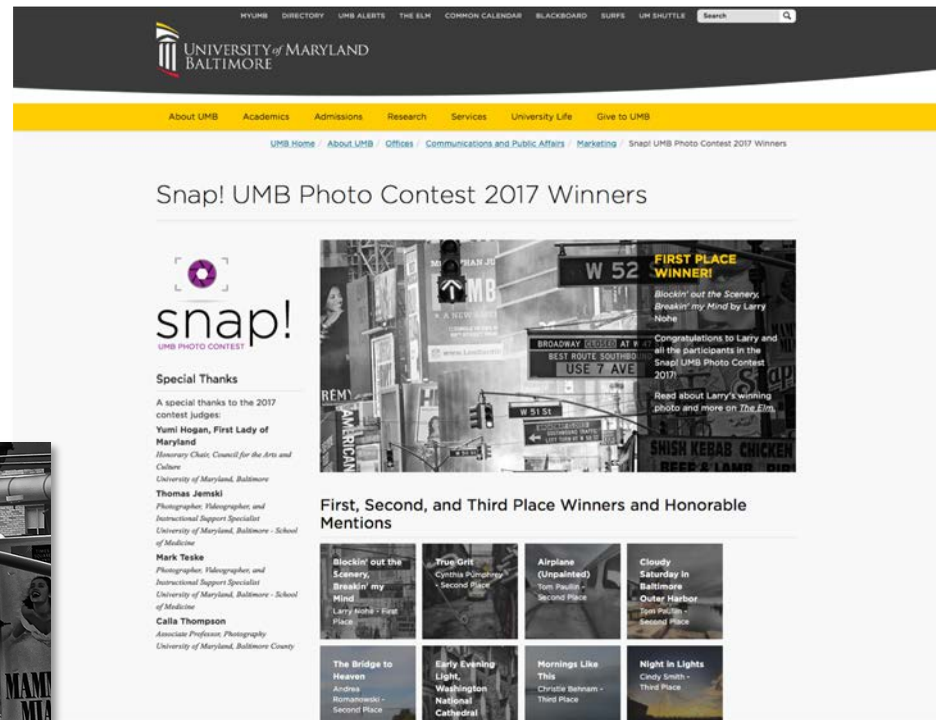 MYUMB DIRECTORY UMB ALERTS THE ELM COMMON CALENDAR BLACKBOARD SURFS UM SHUTTLE Search
UNIVERSITY of MARYLAND
BALTIMORE
About UMB Academics Admissions Research Services University Life Give to UMB
UMB Home / About UMB / Offices / Communications and Public Affairs / Marketing / Snap! UMB Photo Contest 2017 Winners
Snap! UMB Photo Contest 2017 Winners
snap!
UMB PHOTO CONTEST
Special Thanks
A special thanks to the 2017
contest judges:
Yumi Hogan, First Lady of
Maryland
Honorary Chair, Council for the Arts and
Culture
University of Maryland, Baltimore
Thomas Jemski
Photographer, Videographer, and
Instructional Support Specialist
University of Maryland, Baltimore - School
of Medicine
Mark Teske
Photographer, Videographer, and
Instructional Support Specialist
University of Maryland, Baltimore - School
of Medicine
Calla Thompson
Associate Professor, Photography
University of Maryland, Baltimore County
W 52
BROADWAY CLOSED AT W 47
BEST ROUTE SOUTHBOUND
USE 7 AVE
W 51 St
REMY
AMERICAN
SHISH KEBAB CHICKEN
BEEF & LAMB
FIRST PLACE
WINNER!
Blockin' out the Scenery,
Breakin' my Mind by Larry
Nohe
Congratulations to Larry and
all the participants in the
Snap! UMB Photo Contest
2017!
Read about Larry's winning
photo and more on The Elm.
First, Second, and Third Place Winners and Honorable
Mentions
Blockin' out the
Scenery,
Breakin' my
Mind
Larry Nohe - First
Place
True Grit
Cynthia Pumphrey
- Second Place
Airplane
(Unpainted)
Tom Paullin -
Second Place
Cloudy
Saturday in
Baltimore
Outer Harbor
Tom Paullin -
Second Place
The Bridge to
Heaven
Andrea
Romanowski -
Second Place
Early Evening
Light,
Washington
National
Cathedral
Mornings Like
This
Christie Behnam -
Third Place
Night in Lights
Cindy Smith -
Third Place
MAMM
MIA